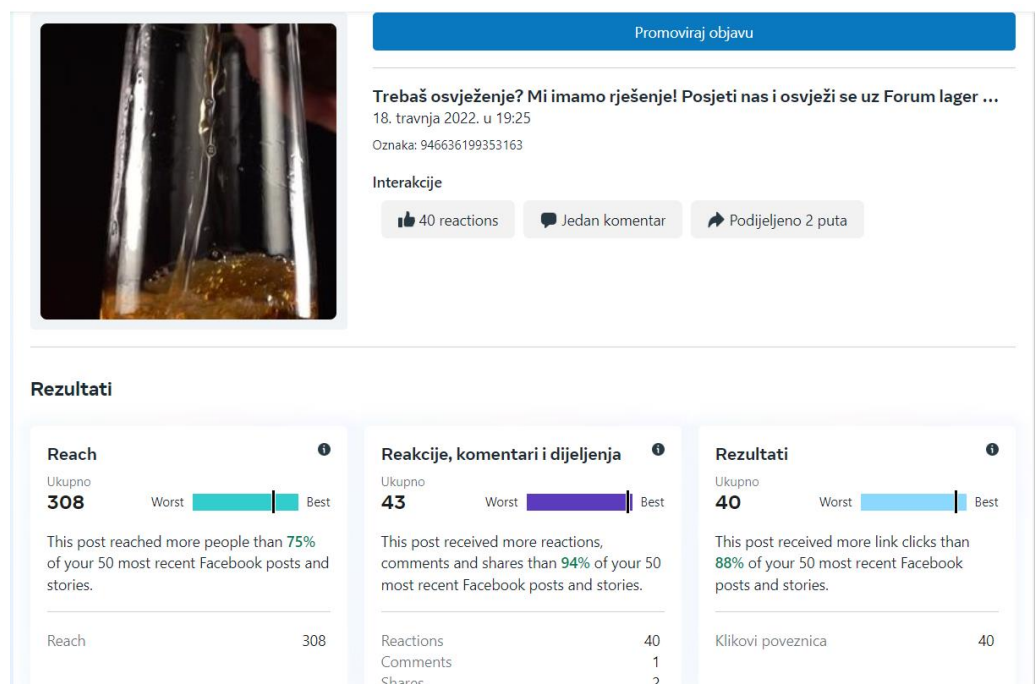 Promoviraj objavu
Trebaš osvježenje? Mi imamo rješenje! Posjeti nas i osvježi se uz Forum lager ...
18. travnja 2022. u 19:25
Oznaka: 946636199353163
Interakcije
40 reactions
Jedan komentar
Podijeljeno 2 puta
Rezultati
Reach
Ukupno
308
Worst
Best
This post reached more people than 75%
of your 50 most recent Facebook posts and
stories.
Reach 308
Reakcije, komentari i dijeljenja
Ukupno
43
Worst
Best
This post received more reactions,
comments and shares than 94% of your 50
most recent Facebook posts and stories.
Reactions 40
Comments 1
Shares 2
Rezultati
Ukupno
40
Worst
Best
This post received more link clicks than
88% of your 50 most recent Facebook
posts and stories.
Klikovi poveznica 40